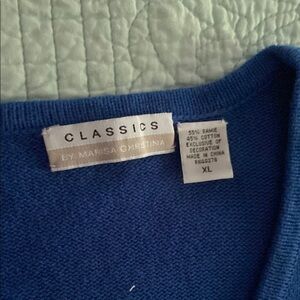 CLASSICS
BY MARISA CHRISTINA
55% RAMIE
45% COTTON
EXCLUSIVE OF
DECORATION
MADE IN CHINA
XL